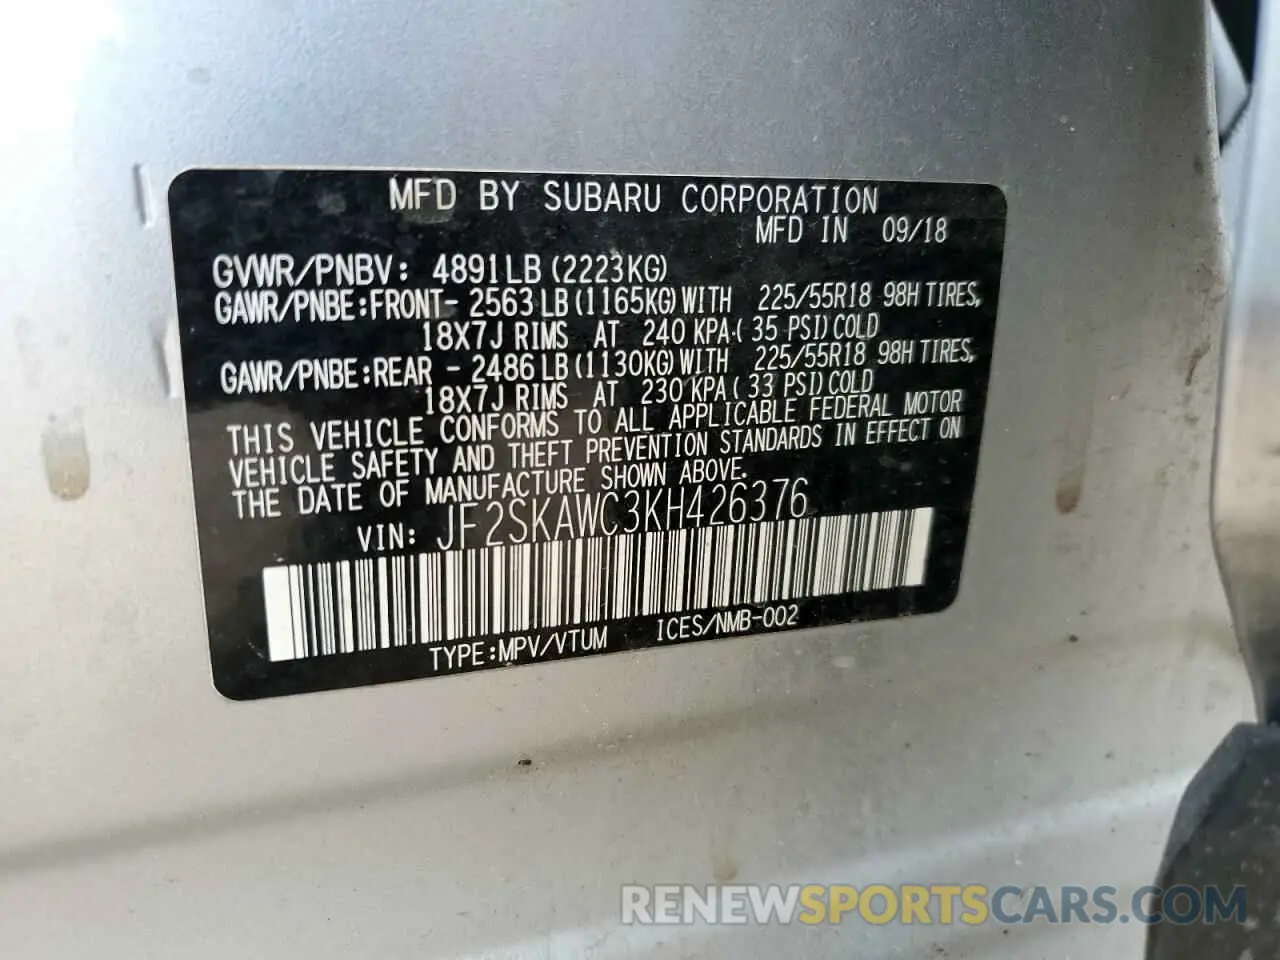 MFD BY SUBARU CORPORATION
MFD IN 09/18
GVWR/PNBV: 4891LB (2223KG)
GAWR/PNBE:FRONT- 2563 LB (1165KG) WITH 225/55R18 98H TIRES,
18X7J RIMS AT 240 KPA ( 35 PSI) COLD
GAWR/PNBE:REAR - 2486 LB (1130KG) WITH 225/55R18 98H TIRES,
18X7J RIMS AT 230 KPA ( 33 PSI) COLD
THIS VEHICLE CONFORMS TO ALL APPLICABLE FEDERAL MOTOR
VEHICLE SAFETY AND THEFT PREVENTION STANDARDS IN EFFECT ON
THE DATE OF MANUFACTURE SHOWN ABOVE.
VIN: JF2SKAWC3KH426376
TYPE:MPV/VTUM ICES/NMB-002
RENEWSPORTSCARS.COM